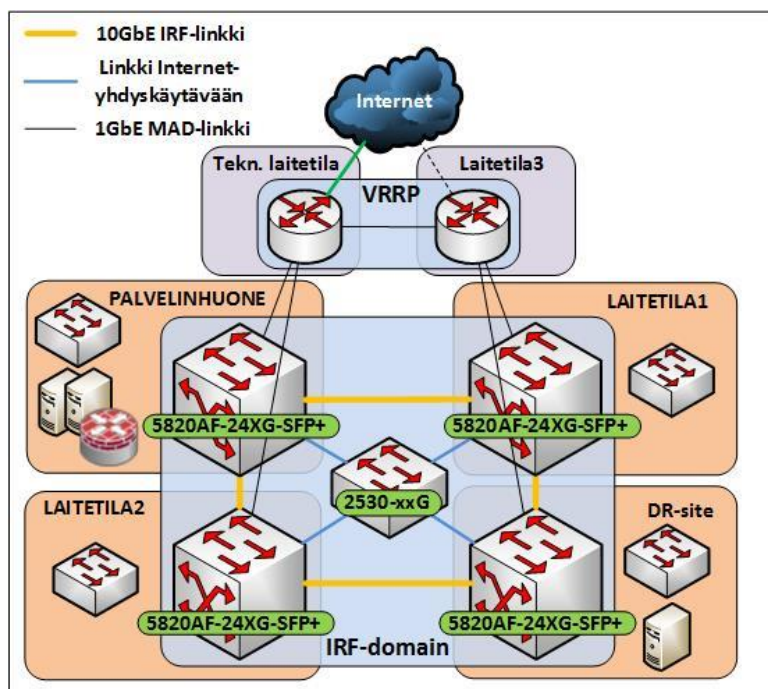 10GbE IRF-linkki
Linkki Internet-
yhdyskäytävään
1GbE MAD-linkki
Internet
Tekn. laitetila
Laitetila3
VRRP
PALVELINHUONE
LAITETILA1
5820AF-24XG-SFP+
5820AF-24XG-SFP+
2530-xxG
LAITETILA2
DR-site
5820AF-24XG-SFP+
5820AF-24XG-SFP+
IRF-domain